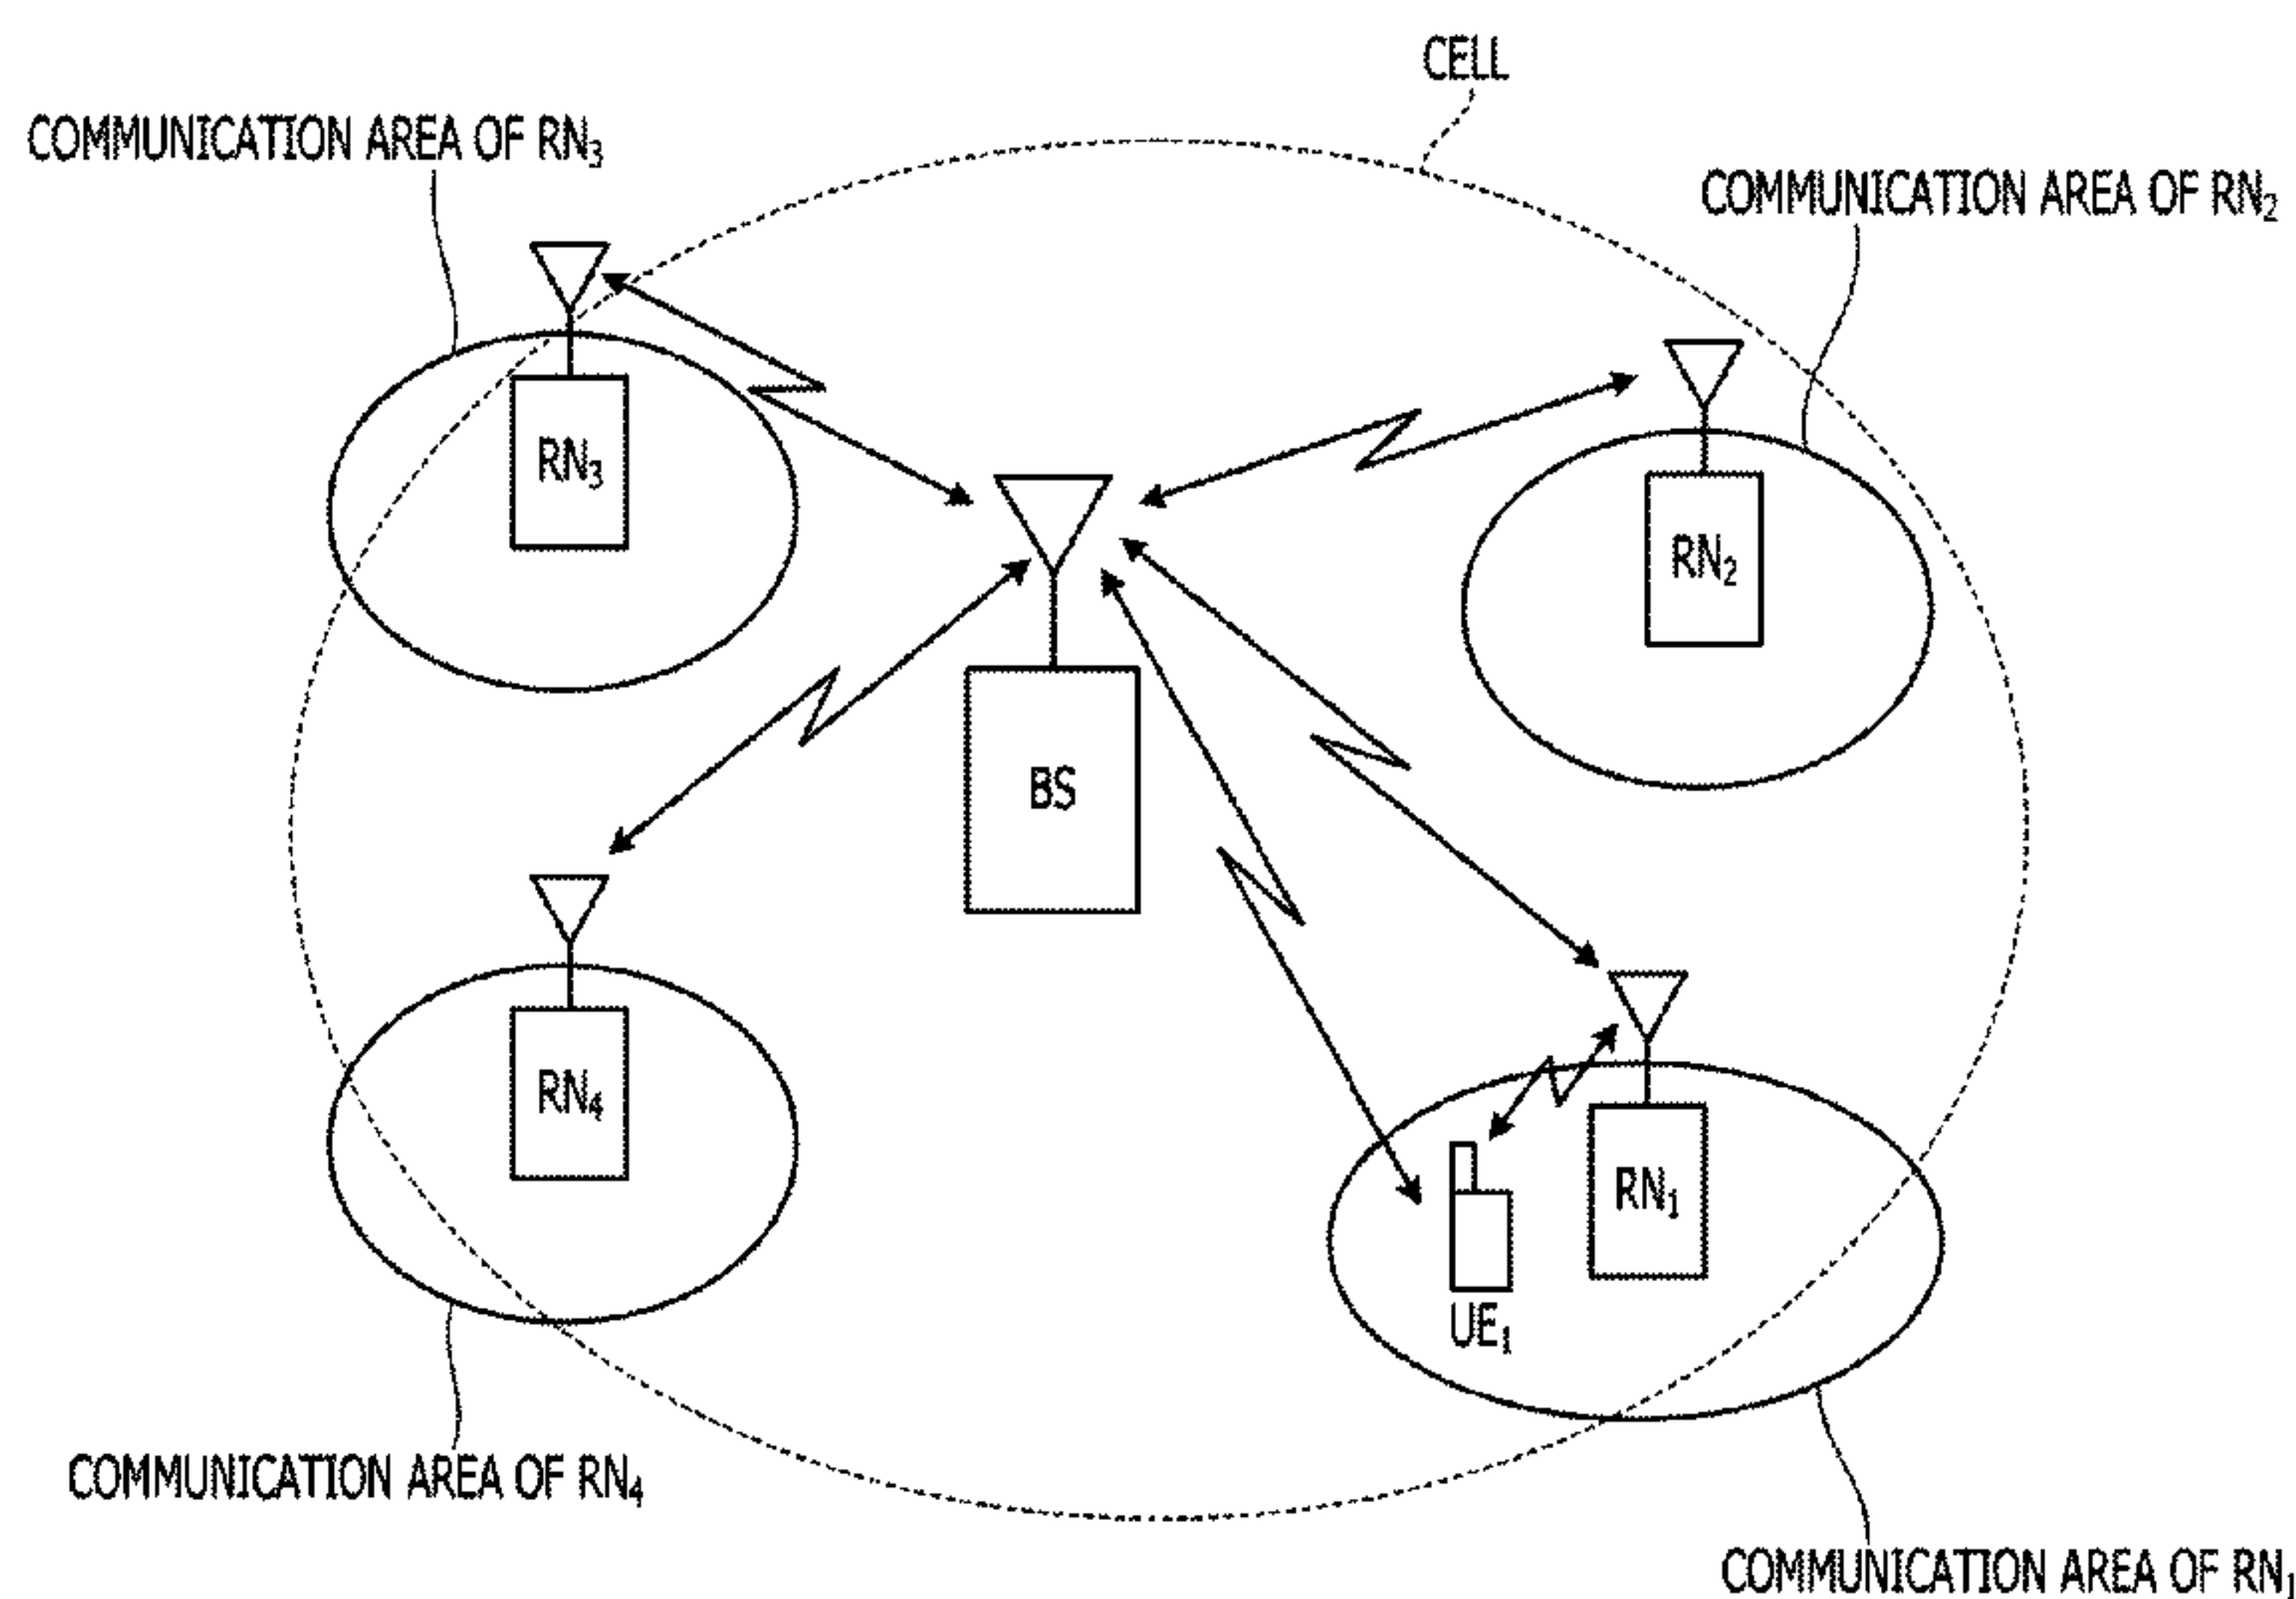 CELL
COMMUNICATION AREA OF RN₃
COMMUNICATION AREA OF RN₂
RN₃
RN₂
BS
RN₄
RN₁
UE₁
COMMUNICATION AREA OF RN₄
COMMUNICATION AREA OF RN₁